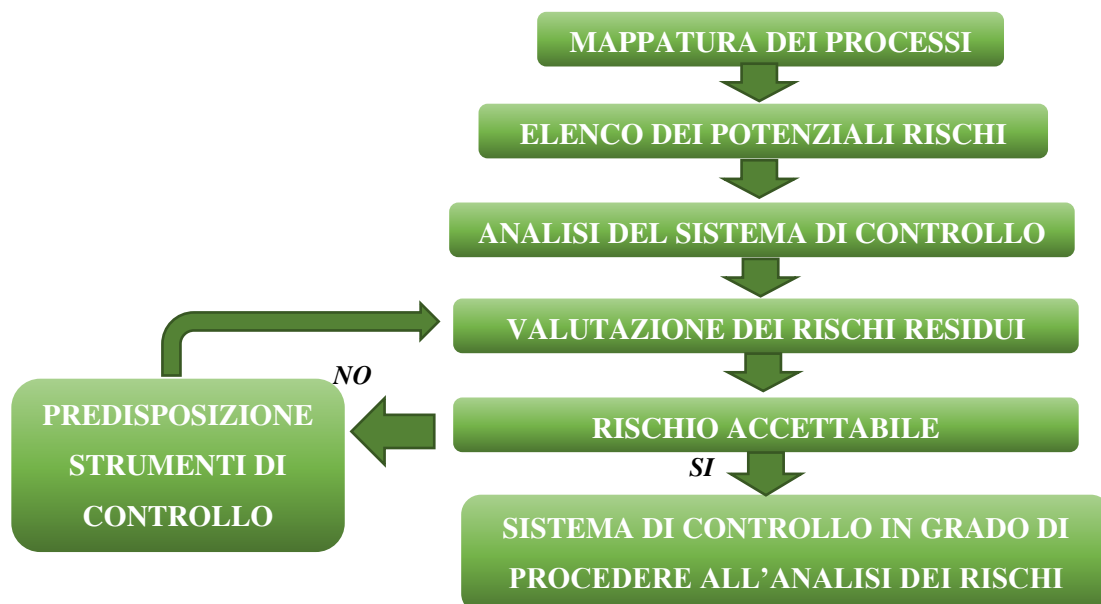 MAPPATURA DEI PROCESSI
ELENCO DEI POTENZIALI RISCHI
ANALISI DEL SISTEMA DI CONTROLLO
VALUTAZIONE DEI RISCHI RESIDUI
NO
PREDISPOSIZIONE
STRUMENTI DI
CONTROLLO
RISCHIO ACCETTABILE
SI
SISTEMA DI CONTROLLO IN GRADO DI
PROCEDERE ALL’ANALISI DEI RISCHI